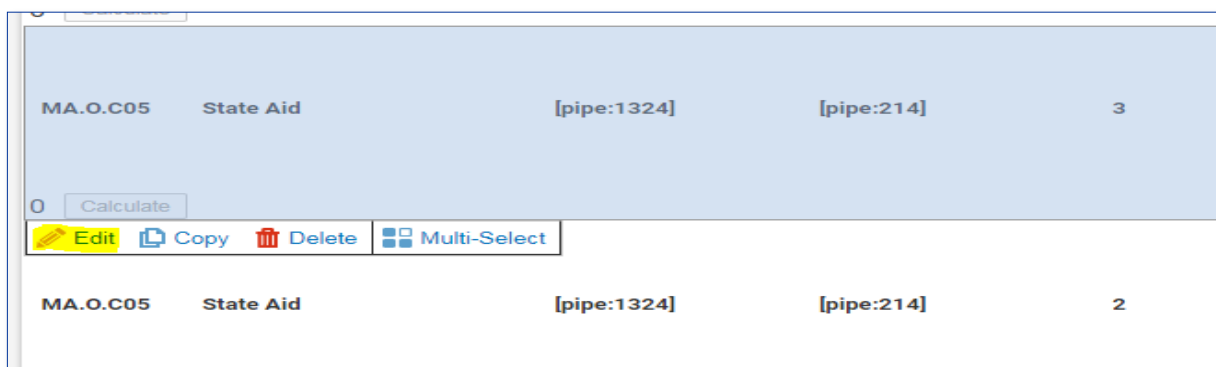 MA.O.C05 State Aid [pipe:1324] [pipe:214] 3
0 Calculate
Edit Copy Delete Multi-Select
MA.O.C05 State Aid [pipe:1324] [pipe:214] 2